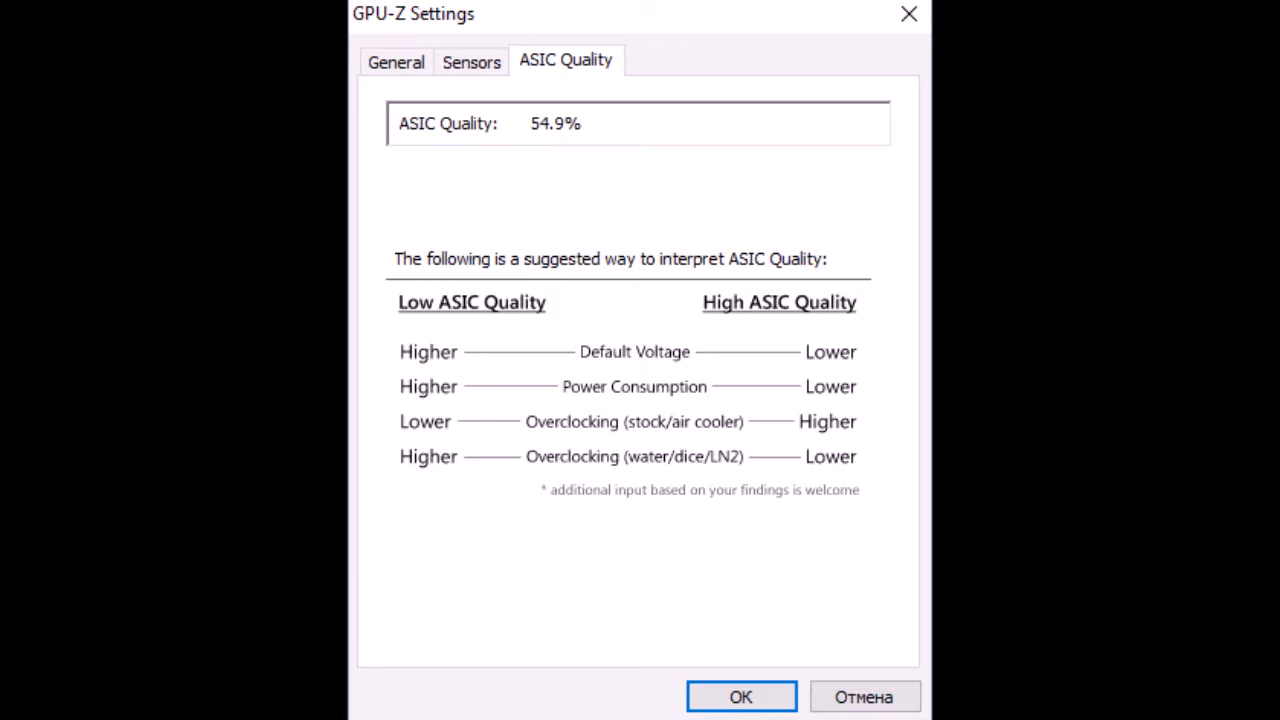 GPU-Z Settings
General Sensors ASIC Quality
ASIC Quality: 54.9%
The following is a suggested way to interpret ASIC Quality:
Low ASIC Quality High ASIC Quality
Higher Default Voltage Lower
Higher Power Consumption Lower
Lower Overclocking (stock/air cooler) Higher
Higher Overclocking (water/dice/LN2) Lower
* additional input based on your findings is welcome
OK Отмена